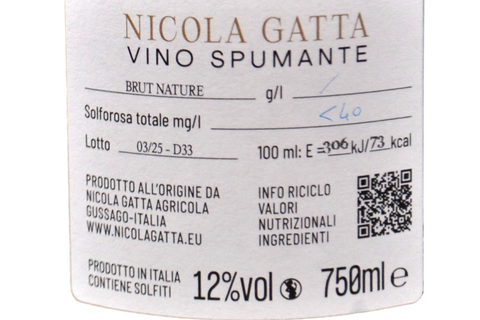 NICOLA GATTA
VINO SPUMANTE
BRUT NATURE g/l /
Solforosa totale mg/l <40
Lotto 03/25 - D33 100 ml: E =306 kJ/73 kcal
PRODOTTO ALL'ORIGINE DA
NICOLA GATTA AGRICOLA
GUSSAGO-ITALIA
WWW.NICOLAGATTA.EU
INFO RICICLO
VALORI
NUTRIZIONALI
INGREDIENTI
PRODOTTO IN ITALIA
CONTIENE SOLFITI
12%vol 750ml e